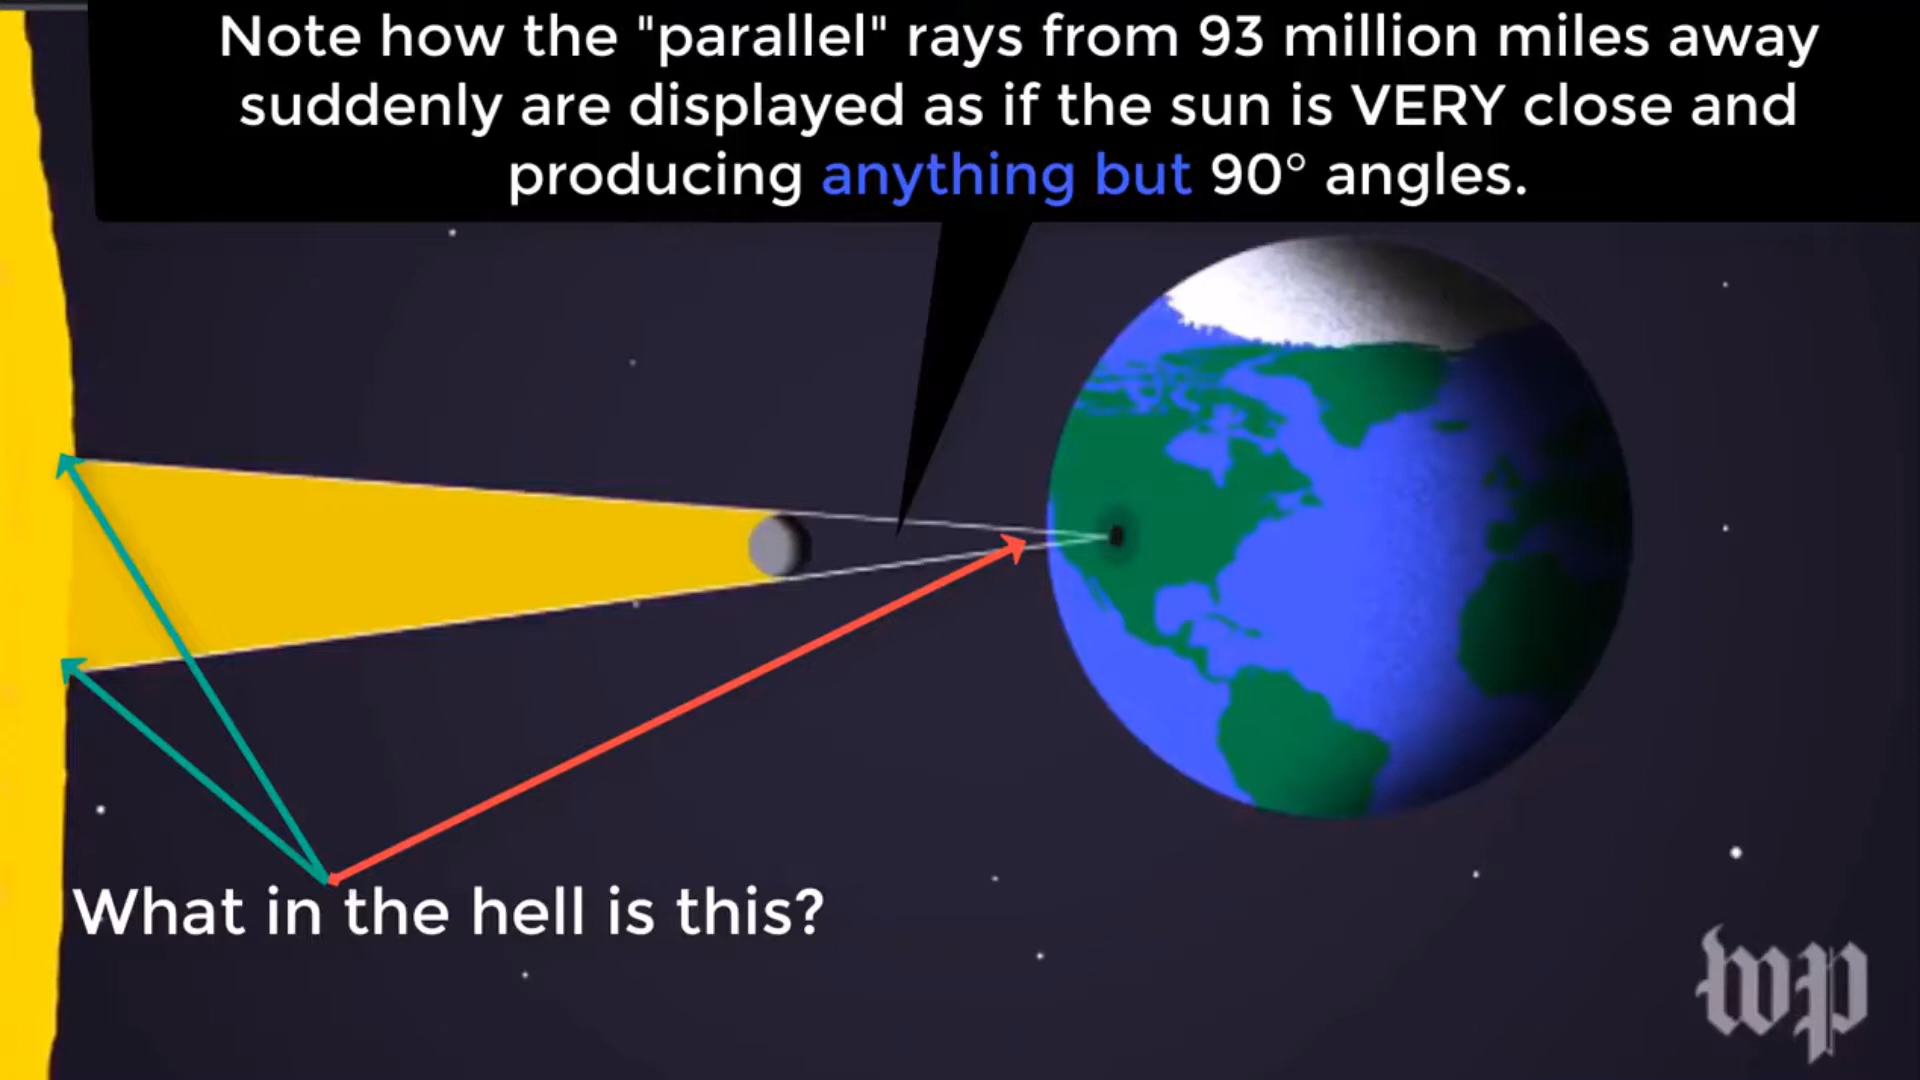 Note how the "parallel" rays from 93 million miles away
suddenly are displayed as if the sun is VERY close and
producing anything but 90° angles.
What in the hell is this?
wp